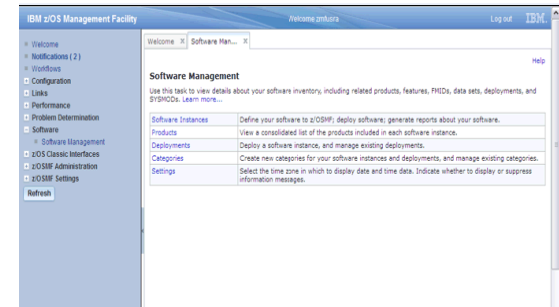 IBM z/OS Management Facility
Welcome zmfusra
Log out
IBM.
Welcome
Notifications ( 2 )
Workflows
Configuration
Links
Performance
Problem Determination
Software
Software Management
z/OS Classic Interfaces
z/OSMF Administration
z/OSMF Settings
Refresh
Welcome X
Software Man... X
Help
Software Management
Use this task to view details about your software inventory, including related products, features, FMIDs, data sets, deployments, and
SYSMODs. Learn more...
Software Instances Define your software to z/OSMF; deploy software; generate reports about your software.
Products View a consolidated list of the products included in each software instance.
Deployments Deploy a software instance, and manage existing deployments.
Categories Create new categories for your software instances and deployments, and manage existing categories.
Settings Select the time zone in which to display date and time data. Indicate whether to display or suppress
information messages.